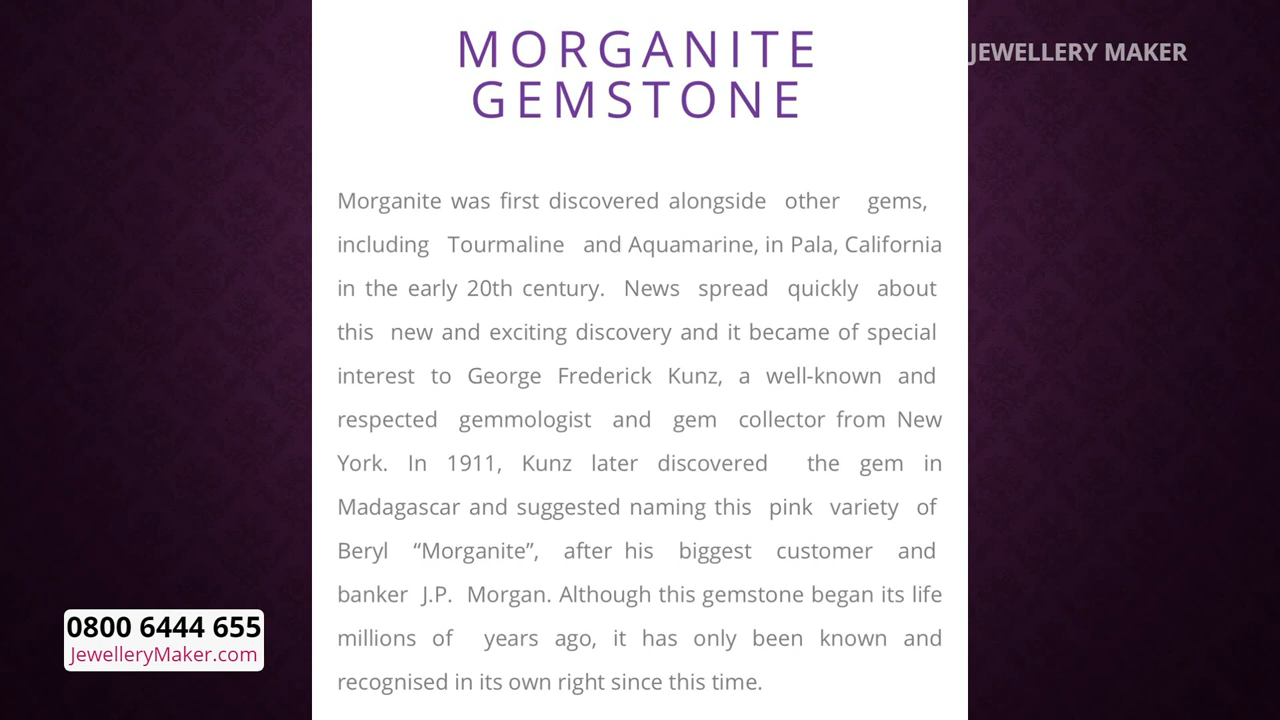 MORGANITE
GEMSTONE
JEWELLERY MAKER
Morganite was first discovered alongside other gems,
including Tourmaline and Aquamarine, in Pala, California
in the early 20th century. News spread quickly about
this new and exciting discovery and it became of special
interest to George Frederick Kunz, a well-known and
respected gemmologist and gem collector from New
York. In 1911, Kunz later discovered the gem in
Madagascar and suggested naming this pink variety of
Beryl “Morganite”, after his biggest customer and
banker J.P. Morgan. Although this gemstone began its life
millions of years ago, it has only been known and
recognised in its own right since this time.
0800 6444 655
JewelleryMaker.com